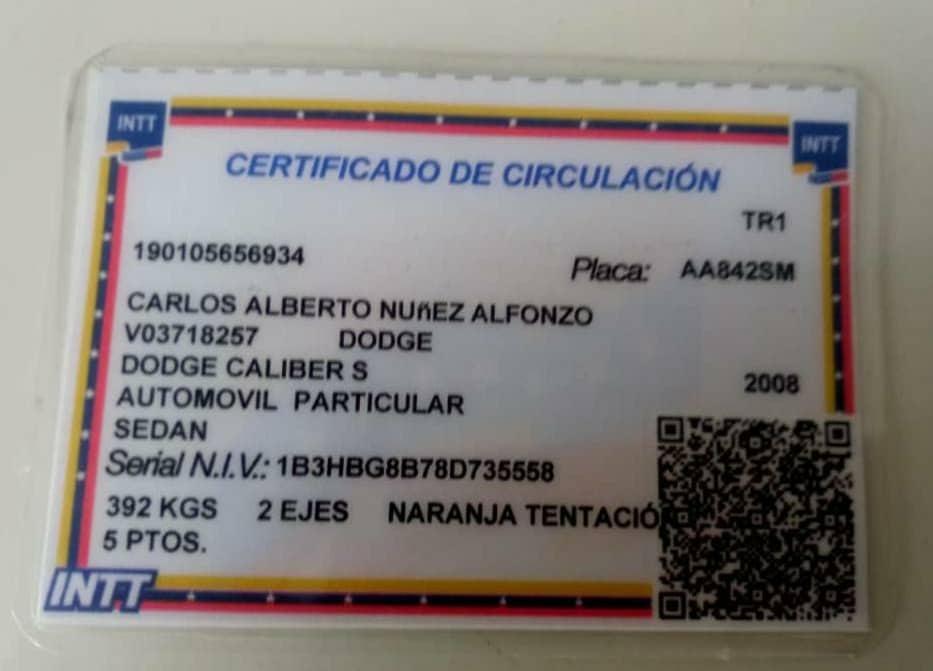 INTT
INTT
CERTIFICADO DE CIRCULACIÓN
TR1
190105656934
Placa: AA842SM
CARLOS ALBERTO NUñEZ ALFONZO
V03718257 DODGE
DODGE CALIBER S
2008
AUTOMOVIL PARTICULAR
SEDAN
Serial N.I.V.: 1B3HBG8B78D735558
392 KGS 2 EJES NARANJA TENTACIÓ
5 PTOS.
INTT